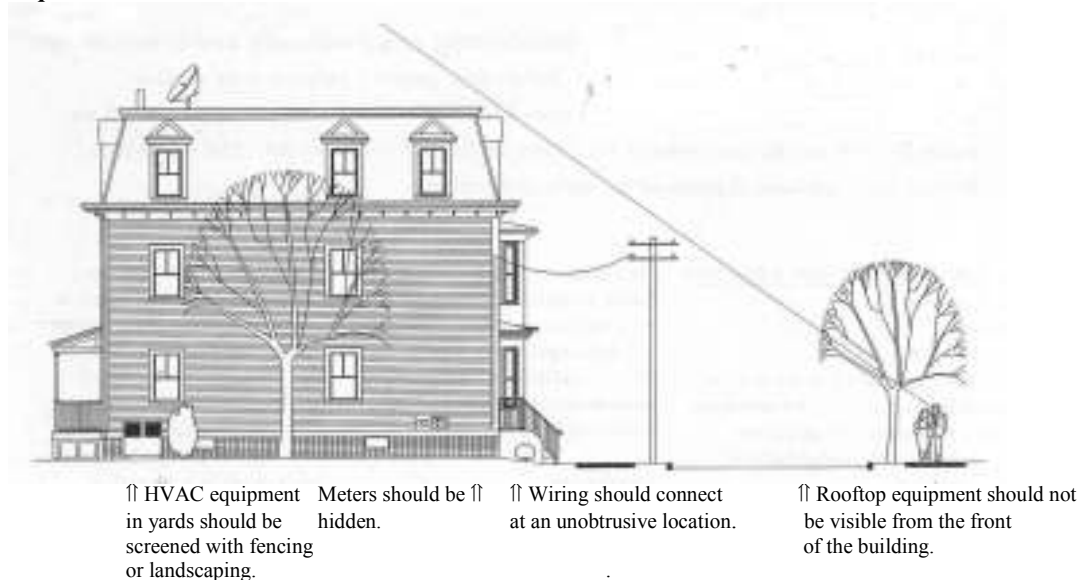 ⇑ HVAC equipment
in yards should be
screened with fencing
or landscaping.
Meters should be ⇑
hidden.
⇑ Wiring should connect
at an unobtrusive location.
⇑ Rooftop equipment should not
be visible from the front
of the building.
.